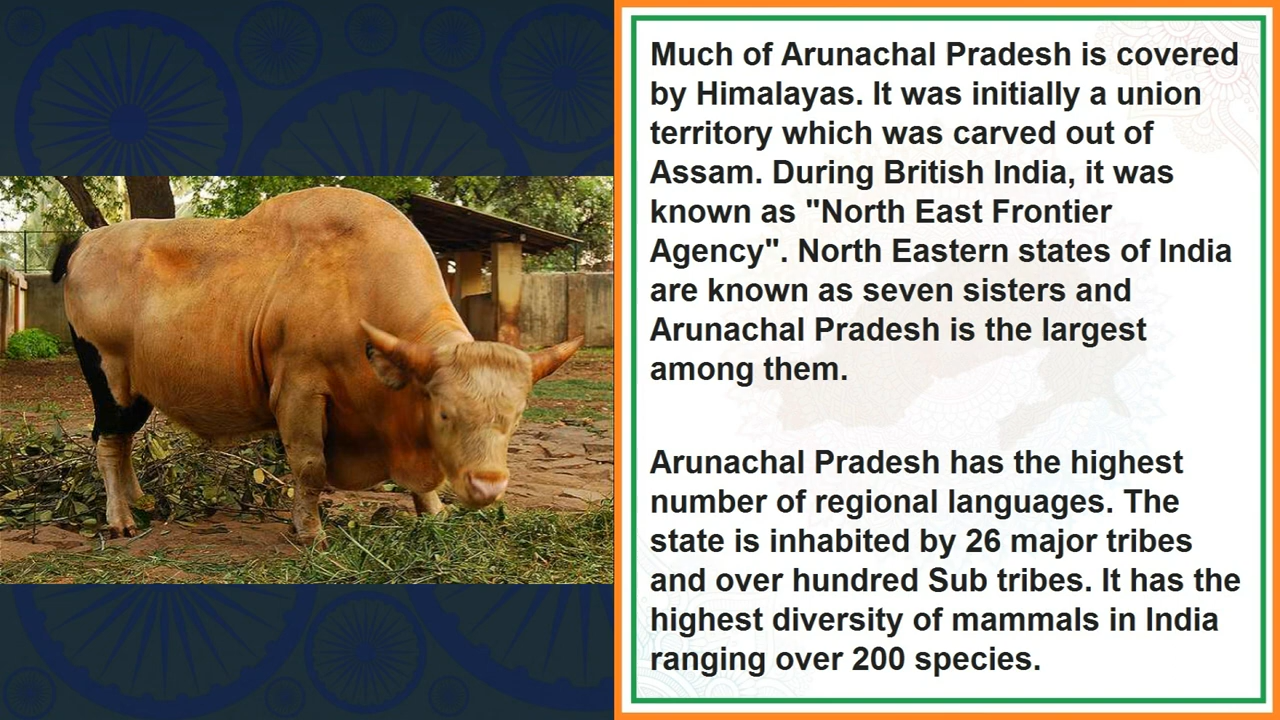 Much of Arunachal Pradesh is covered
by Himalayas. It was initially a union
territory which was carved out of
Assam. During British India, it was
known as "North East Frontier
Agency". North Eastern states of India
are known as seven sisters and
Arunachal Pradesh is the largest
among them.
Arunachal Pradesh has the highest
number of regional languages. The
state is inhabited by 26 major tribes
and over hundred Sub tribes. It has the
highest diversity of mammals in India
ranging over 200 species.